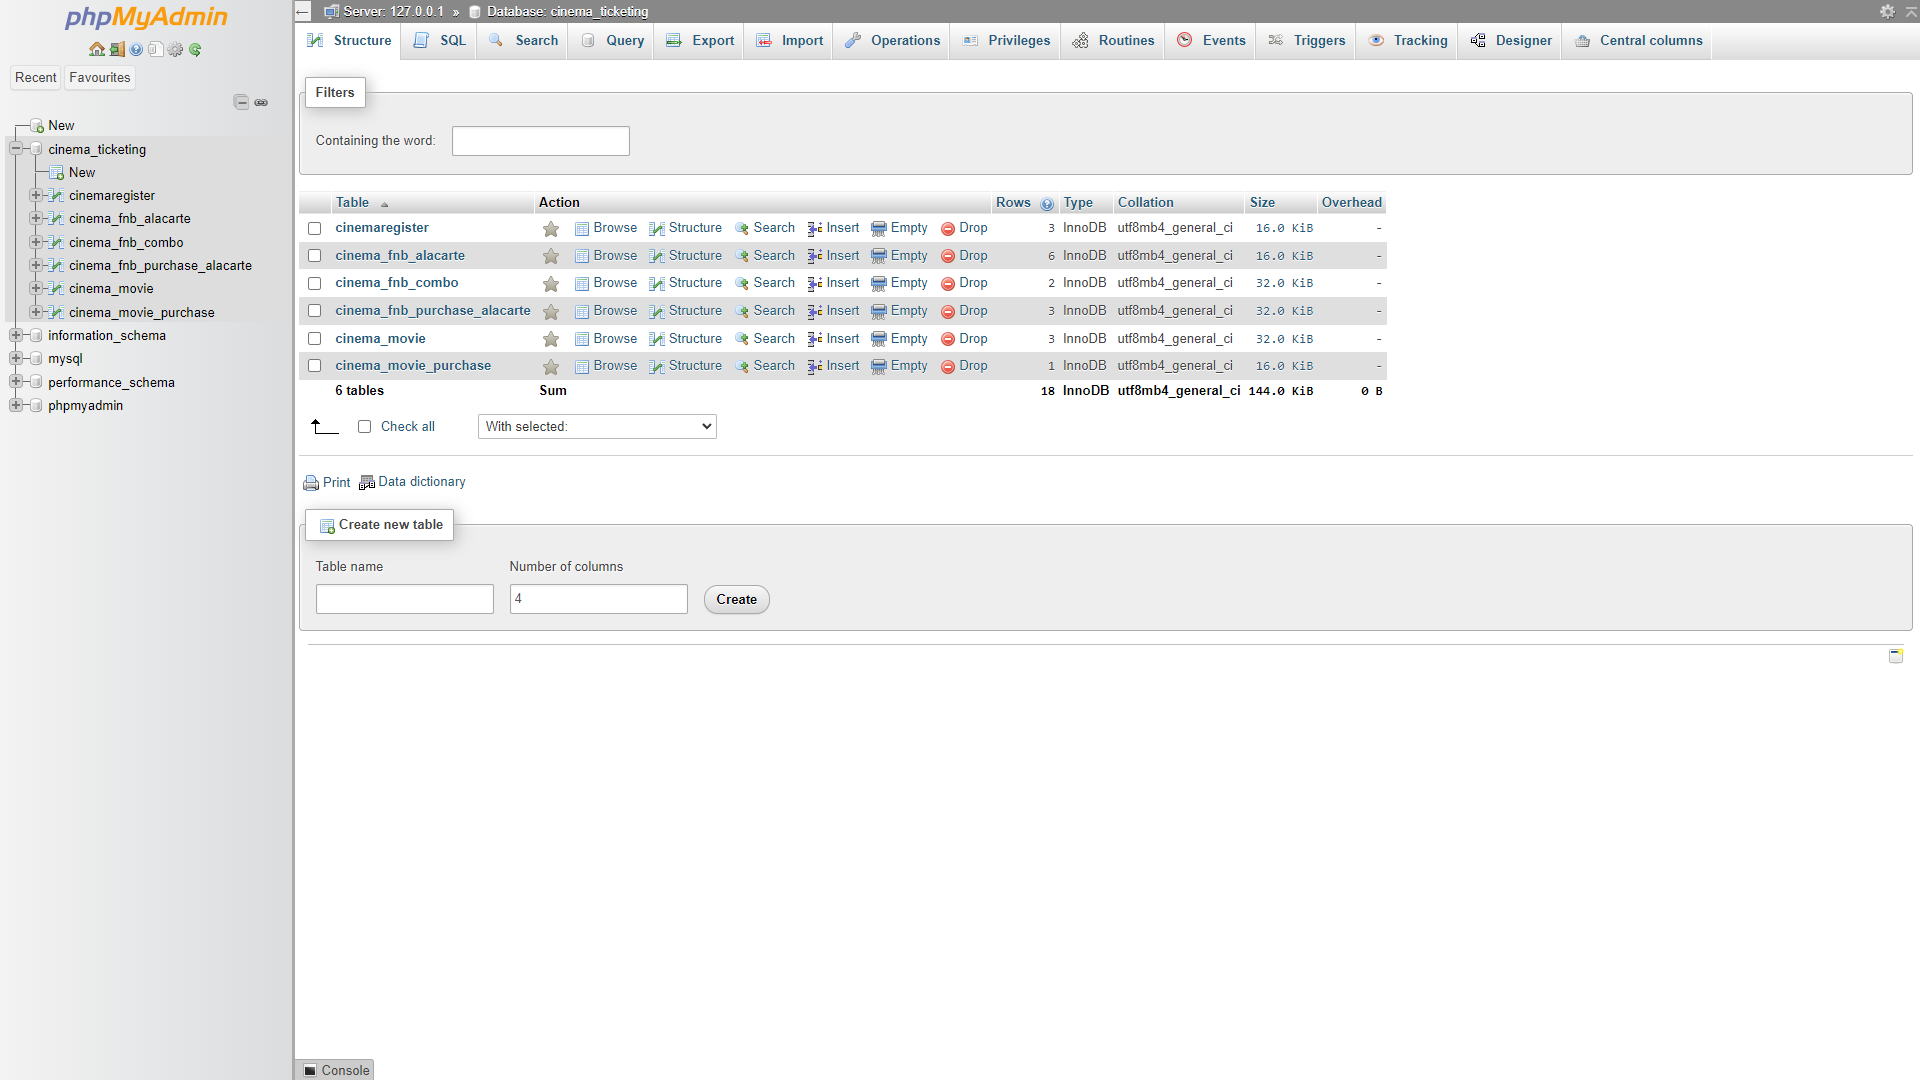 phpMyAdmin
Recent Favourites
New
cinema_ticketing
New
cinemaregister
cinema_fnb_alacarte
cinema_fnb_combo
cinema_fnb_purchase_alacarte
cinema_movie
cinema_movie_purchase
information_schema
mysql
performance_schema
phpmyadmin
Server: 127.0.0.1 » Database: cinema_ticketing
Structure SQL Search Query Export Import Operations Privileges Routines Events Triggers Tracking Designer Central columns
Filters
Containing the word:
Table Action Rows Type Collation Size Overhead
cinemaregister Browse Structure Search Insert Empty Drop 3 InnoDB utf8mb4_general_ci 16.0 KiB -
cinema_fnb_alacarte Browse Structure Search Insert Empty Drop 6 InnoDB utf8mb4_general_ci 16.0 KiB -
cinema_fnb_combo Browse Structure Search Insert Empty Drop 2 InnoDB utf8mb4_general_ci 32.0 KiB -
cinema_fnb_purchase_alacarte Browse Structure Search Insert Empty Drop 3 InnoDB utf8mb4_general_ci 32.0 KiB -
cinema_movie Browse Structure Search Insert Empty Drop 3 InnoDB utf8mb4_general_ci 32.0 KiB -
cinema_movie_purchase Browse Structure Search Insert Empty Drop 1 InnoDB utf8mb4_general_ci 16.0 KiB -
6 tables Sum 18 InnoDB utf8mb4_general_ci 144.0 KiB 0 B
Check all With selected:
Print Data dictionary
Create new table
Table name Number of columns
4 Create
Console